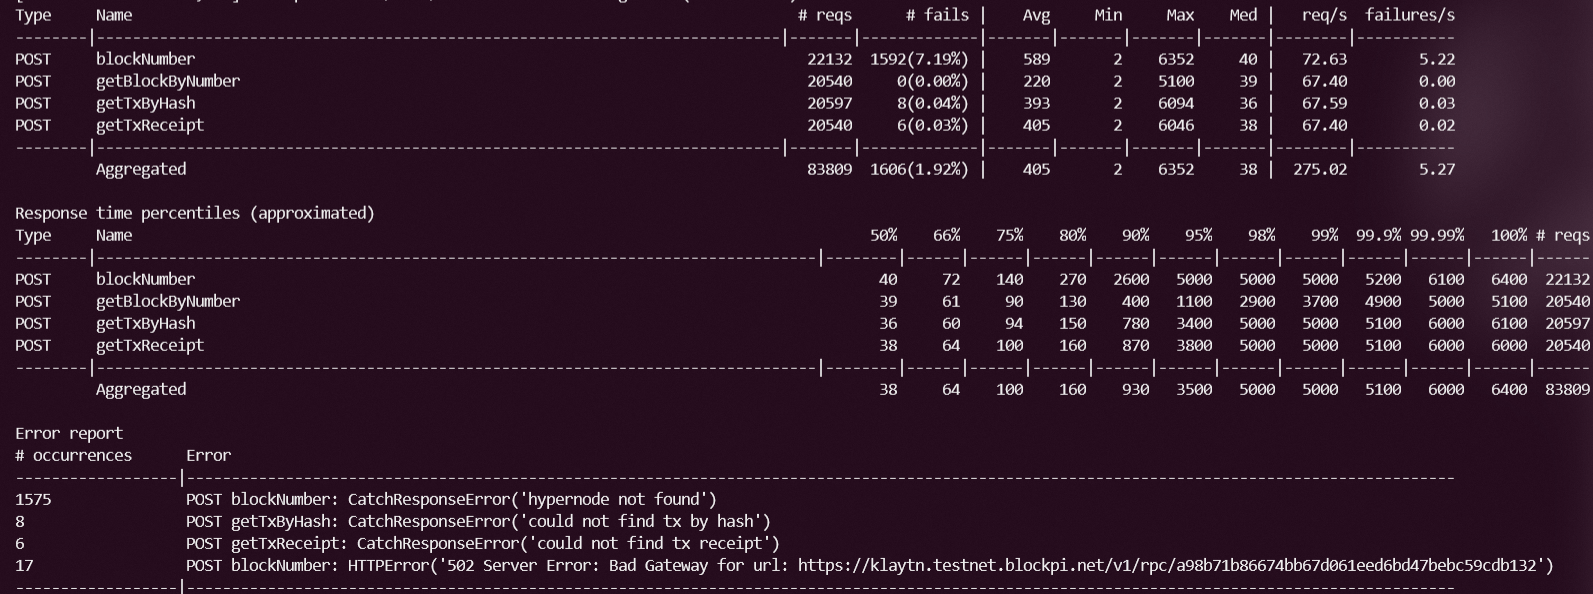 Type     Name     # reqs     # fails |     Avg     Min     Max     Med |     req/s  failures/s
--------|----------------------------------------------------------------------------|-------|-------------|-------|-------|-------|-------|--------|-----------
POST     blockNumber     22132  1592(7.19%) |     589     2     6352     40 |     72.63     5.22
POST     getBlockByNumber     20540     0(0.00%) |     220     2     5100     39 |     67.40     0.00
POST     getTxByHash     20597     8(0.04%) |     393     2     6094     36 |     67.59     0.03
POST     getTxReceipt     20540     6(0.03%) |     405     2     6046     38 |     67.40     0.02
--------|----------------------------------------------------------------------------|-------|-------------|-------|-------|-------|-------|--------|-----------
Aggregated     83809  1606(1.92%) |     405     2     6352     38 |     275.02     5.27
Response time percentiles (approximated)
Type     Name     50%     66%     75%     80%     90%     95%     98%     99%  99.9% 99.99%     100% # reqs
--------|--------------------------------------------------------------------------------|--------|------|------|------|------|------|------|------|------|------|------|------
POST     blockNumber     40     72     140     270     2600     5000     5000     5000     5200     6100     6400  22132
POST     getBlockByNumber     39     61     90     130     400     1100     2900     3700     4900     5000     5100  20540
POST     getTxByHash     36     60     94     150     780     3400     5000     5000     5100     6000     6100  20597
POST     getTxReceipt     38     64     100     160     870     3800     5000     5000     5100     6000     6000  20540
--------|--------------------------------------------------------------------------------|--------|------|------|------|------|------|------|------|------|------|------|------
Aggregated     38     64     100     160     930     3500     5000     5000     5100     6000     6400  83809
Error report
# occurrences     Error
------------------|-----------------------------------------------------------------------------------------------------------------------------
1575     POST blockNumber: CatchResponseError('hypernode not found')
8     POST getTxByHash: CatchResponseError('could not find tx by hash')
6     POST getTxReceipt: CatchResponseError('could not find tx receipt')
17     POST blockNumber: HTTPError('502 Server Error: Bad Gateway for url: https://klaytn.testnet.blockpi.net/v1/rpc/a98b71b86674bb67d061eed6bd47bebc59cdb132')
------------------|-----------------------------------------------------------------------------------------------------------------------------